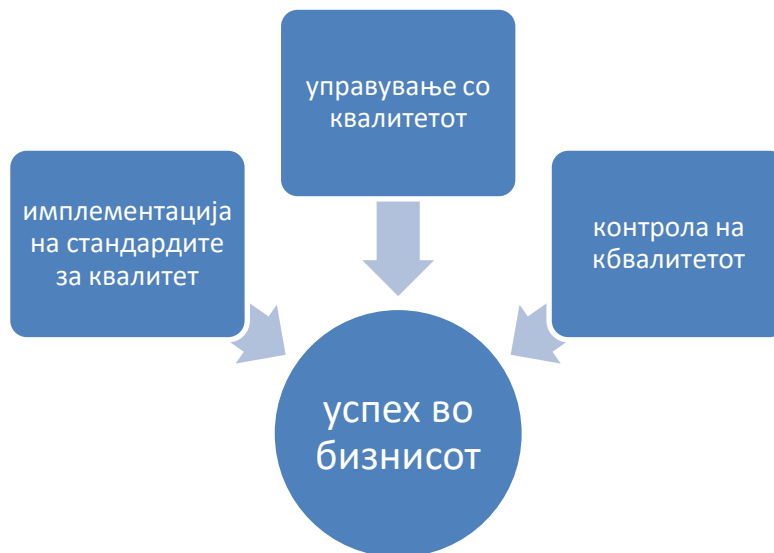 управување со
квалитетот
имплементација
на стандардите
за квалитет
контрола на
кбвалитетот
успех во
бизнисот